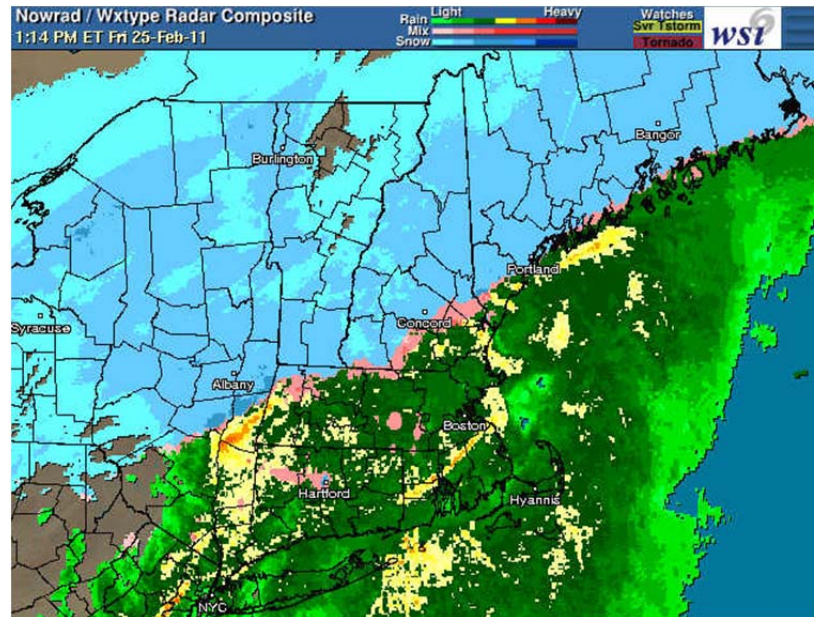 Nowrad / Wxtype Radar Composite
1:14 PM ET Fri 25-Feb-11
Light Heavy
Rain
Mix
Snow
Watches
Svr Tstorm
Tornado
wsi
Bangor
Burlington
Portland
Syracuse
Concord
Albany
Boston
Hartford
Hyannis
NYC